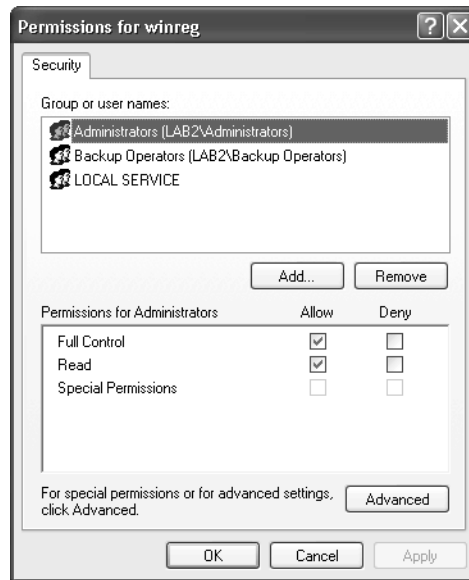 Permissions for winreg
Security
Group or user names:
Administrators (LAB2\Administrators)
Backup Operators (LAB2\Backup Operators)
LOCAL SERVICE
Add... Remove
Permissions for Administrators Allow Deny
Full Control
Read
Special Permissions
For special permissions or for advanced settings,
click Advanced.
Advanced
OK Cancel Apply